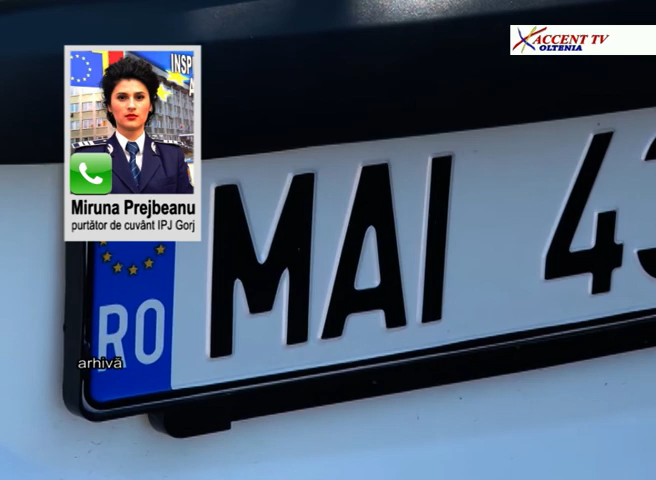 ACCENT TV
OLTENIA
INSP
Miruna Prejbeanu
purtător de cuvânt IPJ Gorj
MAI 43
RO
arhivă